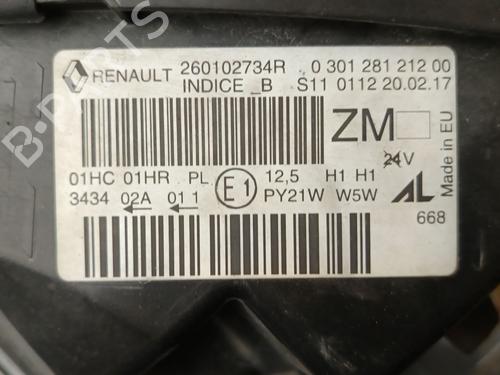 RENAULT 260102734R 0 301 281 212 00
INDICE _B S11 0112 20.02.17
ZM
24V
01HC 01HR PL E1 12,5 H1 H1
3434 02A 01 1 PY21W W5W AL
668
Made in EU